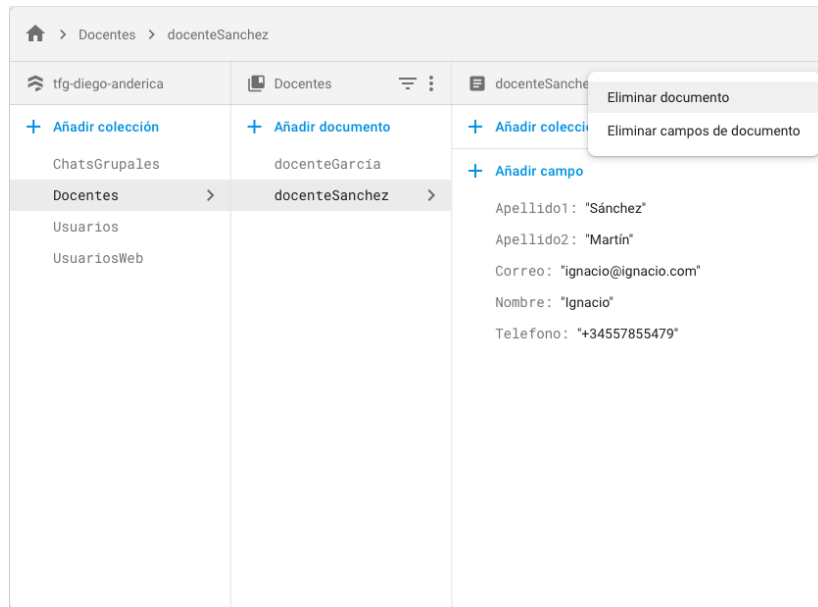 Docentes > docenteSanchez
tfg-diego-anderica
Añadir colección
ChatsGrupales
Docentes
Usuarios
UsuariosWeb
Docentes
Añadir documento
docenteGarcía
docenteSanchez
docenteSanche
Eliminar documento
Eliminar campos de documento
Añadir colecci
Añadir campo
Apellido1: "Sánchez"
Apellido2: "Martín"
Correo: "ignacio@ignacio.com"
Nombre: "Ignacio"
Telefono: "+34557855479"